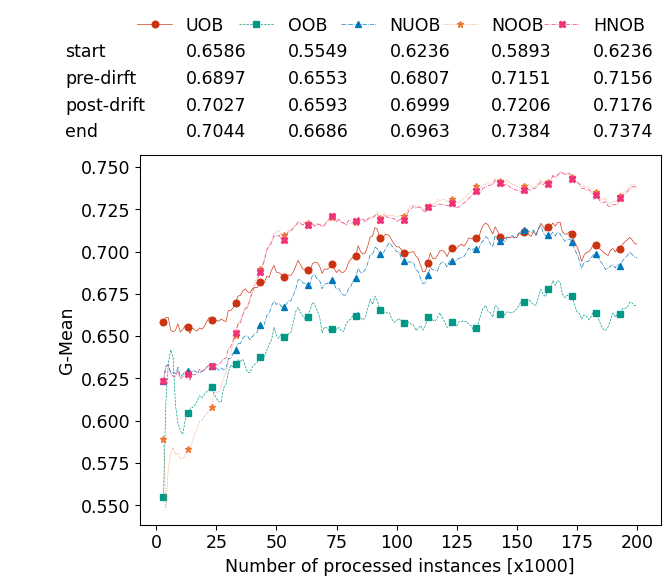 UOB OOB NUOB NOOB HNOB
start 0.6586 0.5549 0.6236 0.5893 0.6236
pre-dirft 0.6897 0.6553 0.6807 0.7151 0.7156
post-drift 0.7027 0.6593 0.6999 0.7206 0.7176
end 0.7044 0.6686 0.6963 0.7384 0.7374
0.750
0.725
0.700
0.675
0.650
0.625
0.600
0.575
0.550
G-Mean
0 25 50 75 100 125 150 175 200
Number of processed instances [x1000]